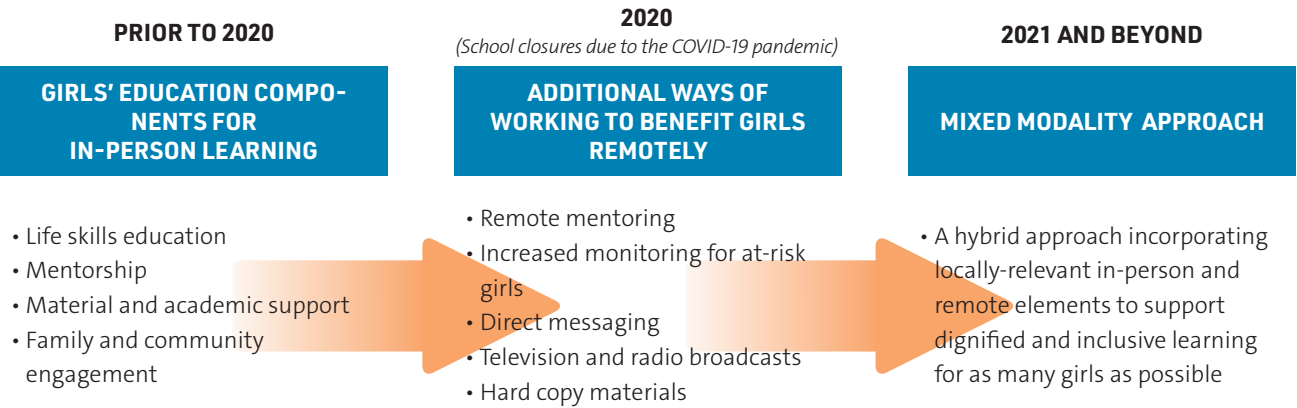 PRIOR TO 2020
GIRLS' EDUCATION COMPO-
NENTS FOR
IN-PERSON LEARNING
• Life skills education
• Mentorship
• Material and academic support
• Family and community
engagement
2020
(School closures due to the COVID-19 pandemic)
ADDITIONAL WAYS OF
WORKING TO BENEFIT GIRLS
REMOTELY
• Remote mentoring
• Increased monitoring for at-risk
girls
• Direct messaging
• Television and radio broadcasts
• Hard copy materials
2021 AND BEYOND
MIXED MODALITY APPROACH
• A hybrid approach incorporating
locally-relevant in-person and
remote elements to support
dignified and inclusive learning
for as many girls as possible